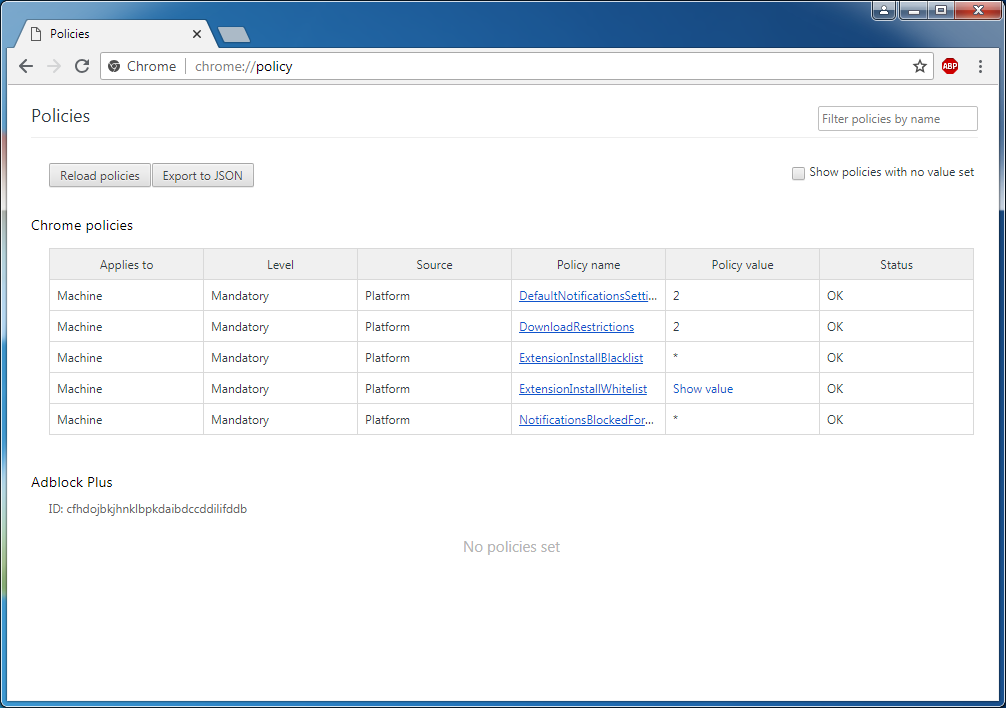 Policies
Chrome chrome://policy ABP
Policies
Filter policies by name
Reload policies Export to JSON
Show policies with no value set
Chrome policies
Applies to Level Source Policy name Policy value Status
Machine Mandatory Platform DefaultNotificationsSetti... 2 OK
Machine Mandatory Platform DownloadRestrictions 2 OK
Machine Mandatory Platform ExtensionInstallBlacklist * OK
Machine Mandatory Platform ExtensionInstallWhitelist Show value OK
Machine Mandatory Platform NotificationsBlockedFor... * OK
Adblock Plus
ID: cfhdojbkjhnklbpkdaibdccddilifddb
No policies set